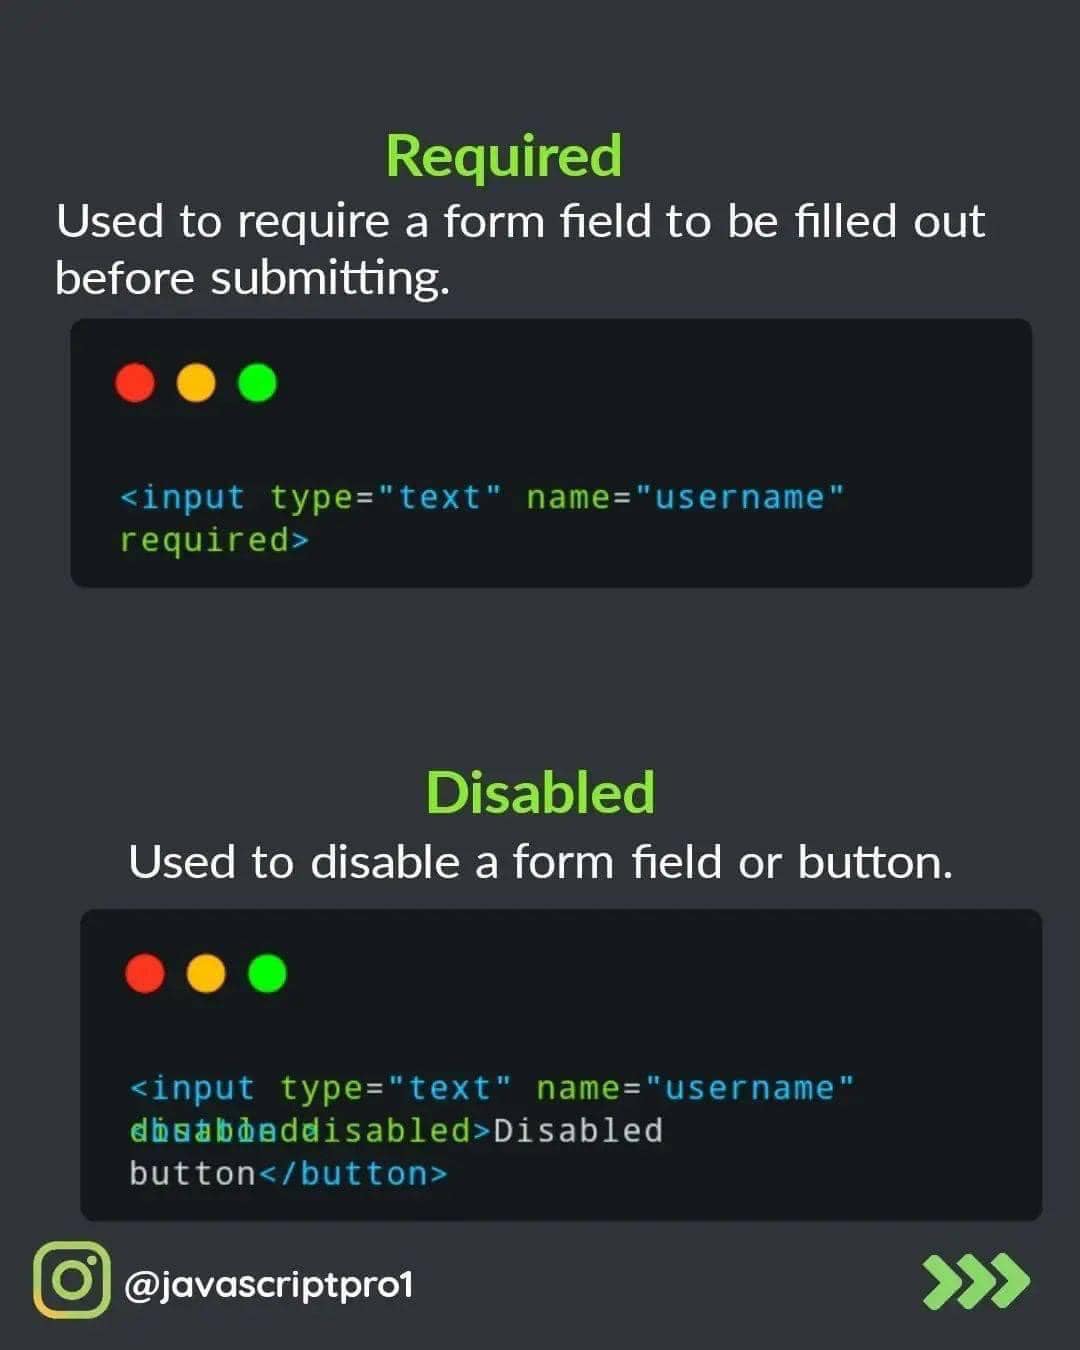 Required
Used to require a form field to be filled out
before submitting.
<input type="text" name="username"
required>
Disabled
Used to disable a form field or button.
<input type="text" name="username"
disabled>Disabled
button</button>
@javascriptpro1